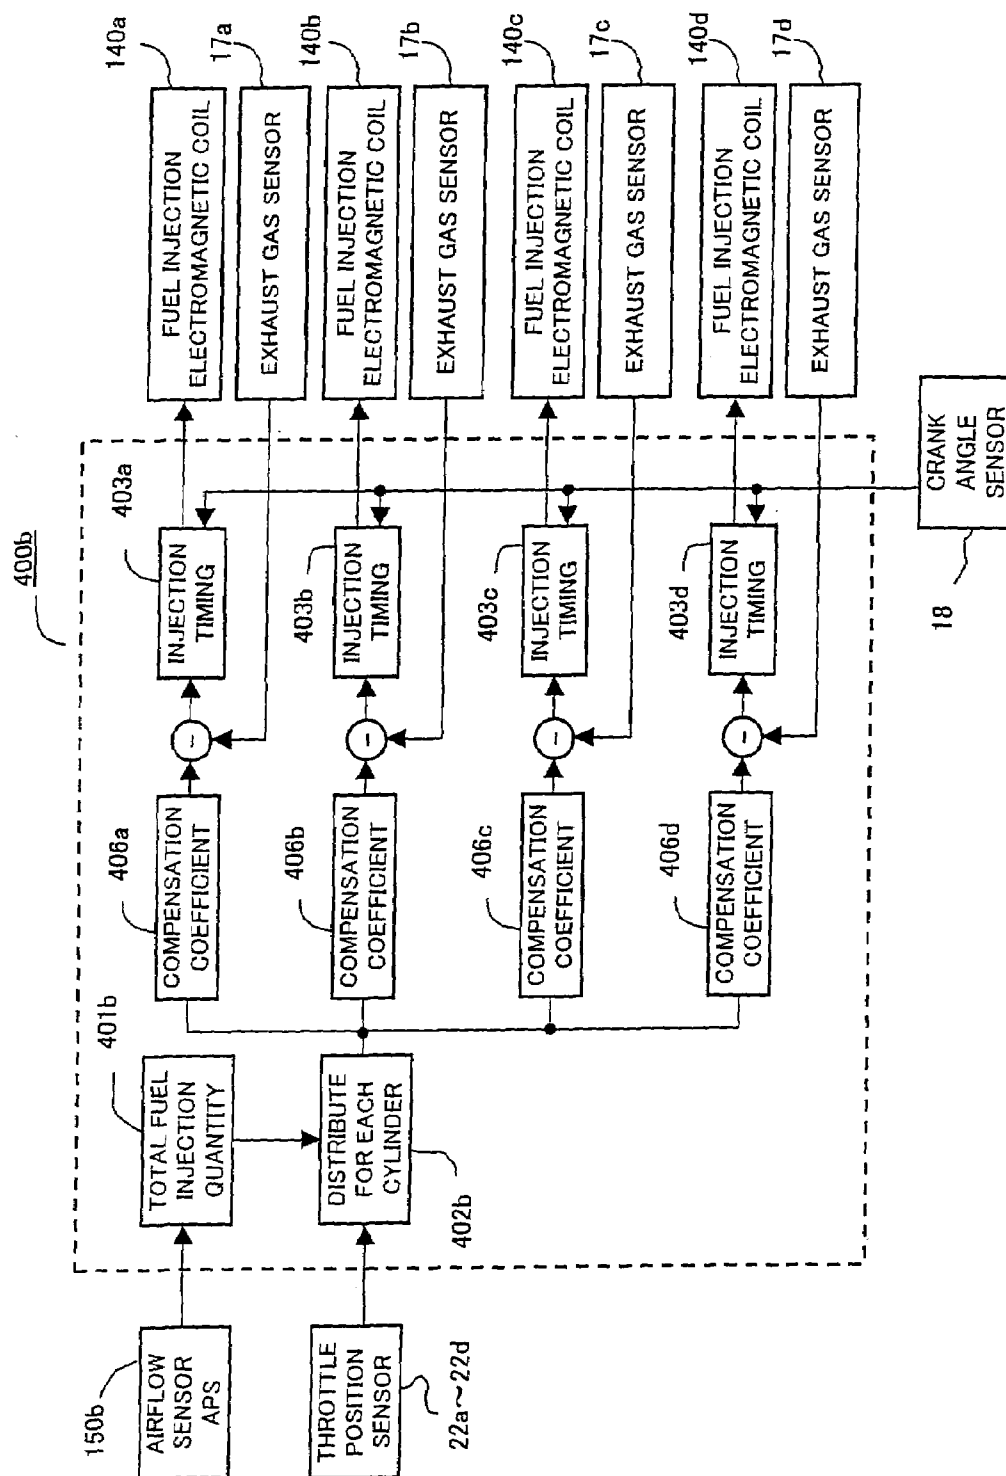 400b
150b
AIRFLOW
SENSOR
APS
THROTTLE
POSITION
SENSOR
22a~22d
401b
TOTAL FUEL
INJECTION
QUANTITY
DISTRIBUTE
FOR EACH
CYLINDER
402b
406a
COMPENSATION
COEFFICIENT
406b
COMPENSATION
COEFFICIENT
406c
COMPENSATION
COEFFICIENT
406d
COMPENSATION
COEFFICIENT
-
-
-
-
403a
INJECTION
TIMING
403b
INJECTION
TIMING
403c
INJECTION
TIMING
403d
INJECTION
TIMING
140a
FUEL INJECTION
ELECTROMAGNETIC COIL
17a
EXHAUST GAS SENSOR
140b
FUEL INJECTION
ELECTROMAGNETIC COIL
17b
EXHAUST GAS SENSOR
140c
FUEL INJECTION
ELECTROMAGNETIC COIL
17c
EXHAUST GAS SENSOR
140d
FUEL INJECTION
ELECTROMAGNETIC COIL
17d
EXHAUST GAS SENSOR
CRANK
ANGLE
SENSOR
18